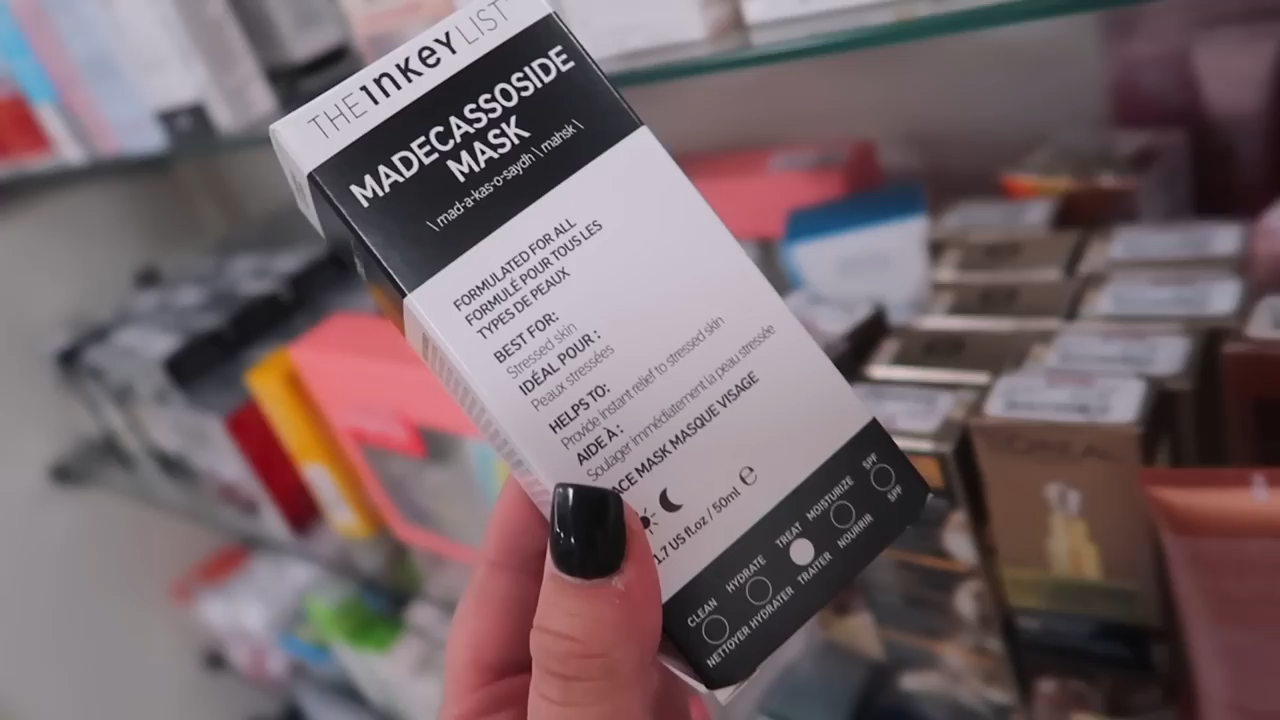 THE INKEY LIST
MADECASSOSIDE
MASK
\ mad-a-kas-o-saydh \ mahsk \
FORMULATED FOR ALL
FORMULÉ POUR TOUS LES
TYPES DE PEAUX
BEST FOR:
Stressed skin
IDÉAL POUR :
Peaux stressées
HELPS TO:
Provide instant relief to stressed skin
AIDE À :
Soulager immédiatement la peau stressée
ACE MASK MASQUE VISAGE
1.7 US fl.oz / 50ml ℮
CLEAN HYDRATE TREAT MOISTURIZE SPF
NETTOYER HYDRATER TRAITER NOURRIR SPF